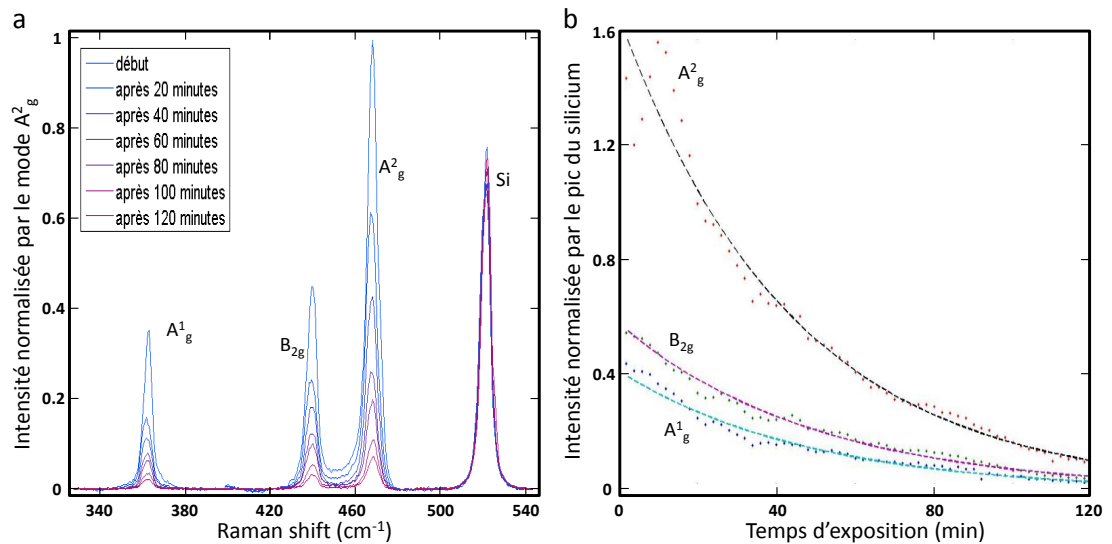 a
Intensité normalisée par le mode A²g
1
0.8
0.6
0.4
0.2
0
début
après 20 minutes
après 40 minutes
après 60 minutes
après 80 minutes
après 100 minutes
après 120 minutes
A¹g
B2g
A²g
Si
340
380
420
460
500
540
Raman shift (cm⁻¹)
b
Intensité normalisée par le pic du silicium
1.6
1.2
0.8
0.4
0
A²g
B2g
A¹g
0
40
80
120
Temps d'exposition (min)